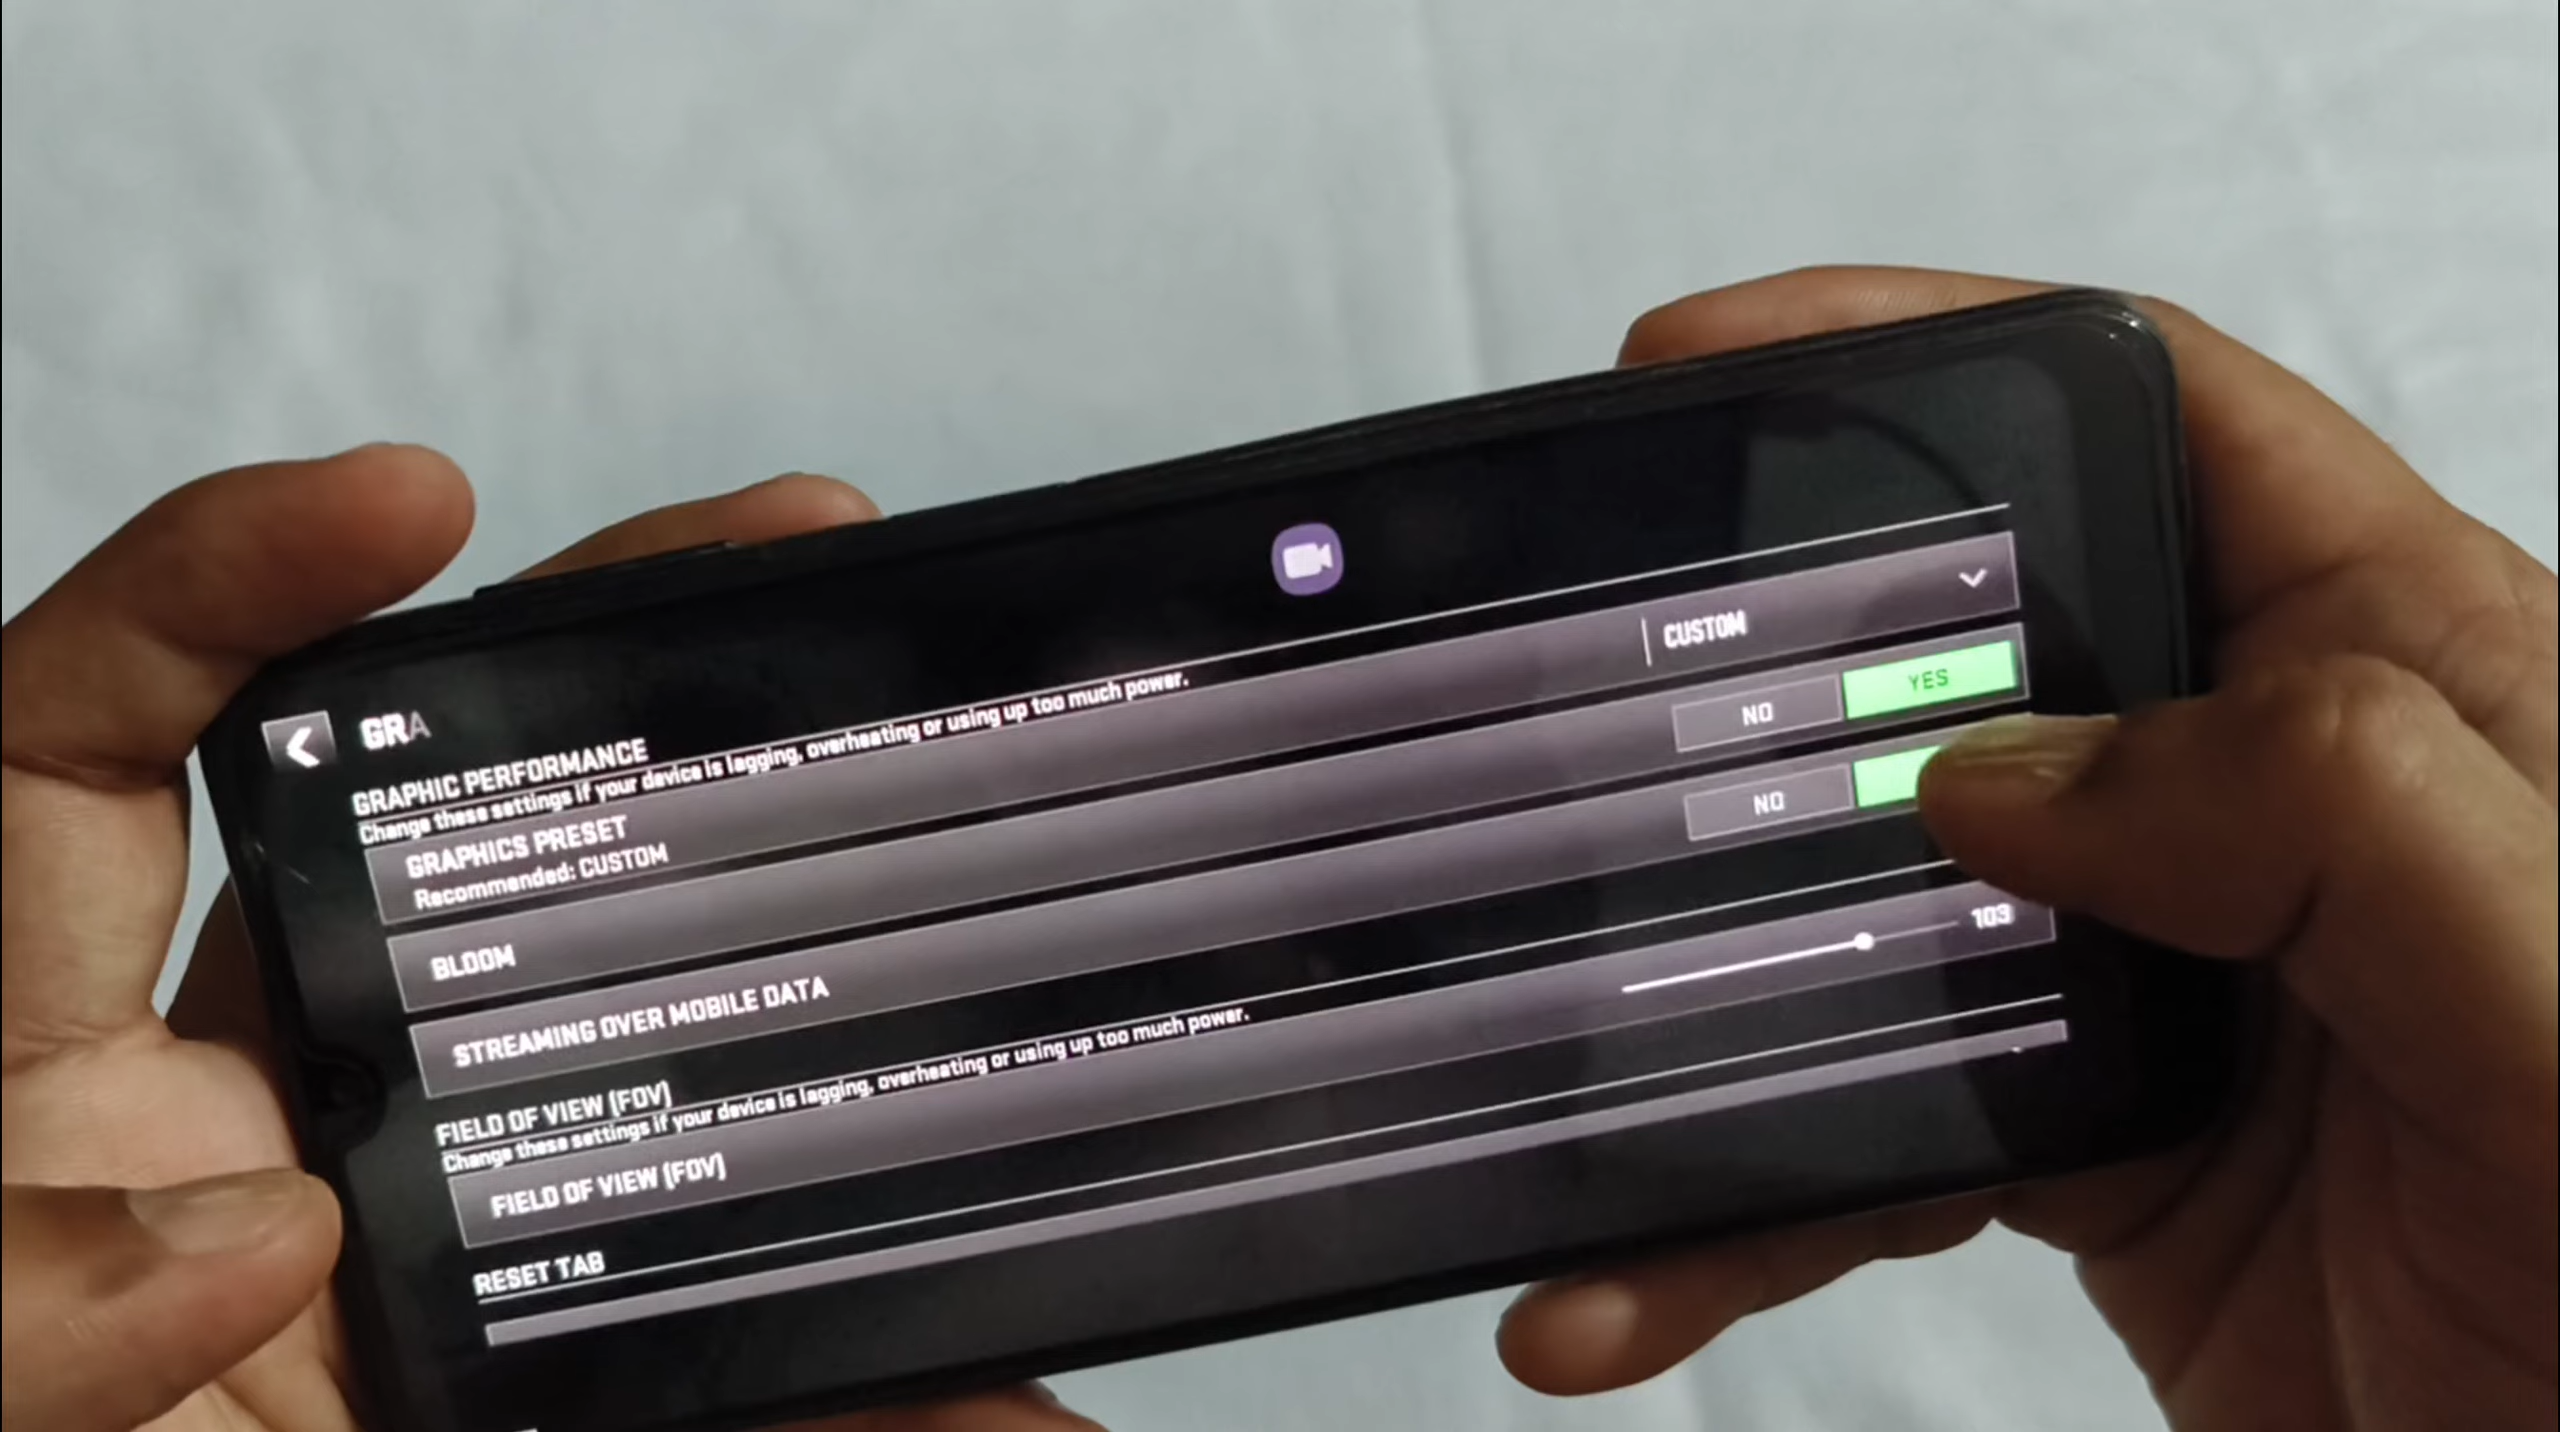 GRA
GRAPHIC PERFORMANCE
Change these settings if your device is lagging, overheating or using up too much power.
GRAPHICS PRESET
Recommended: CUSTOM
CUSTOM
BLOOM
NO YES
STREAMING OVER MOBILE DATA
NO
FIELD OF VIEW (FOV)
Change these settings if your device is lagging, overheating or using up too much power.
FIELD OF VIEW (FOV)
103
RESET TAB